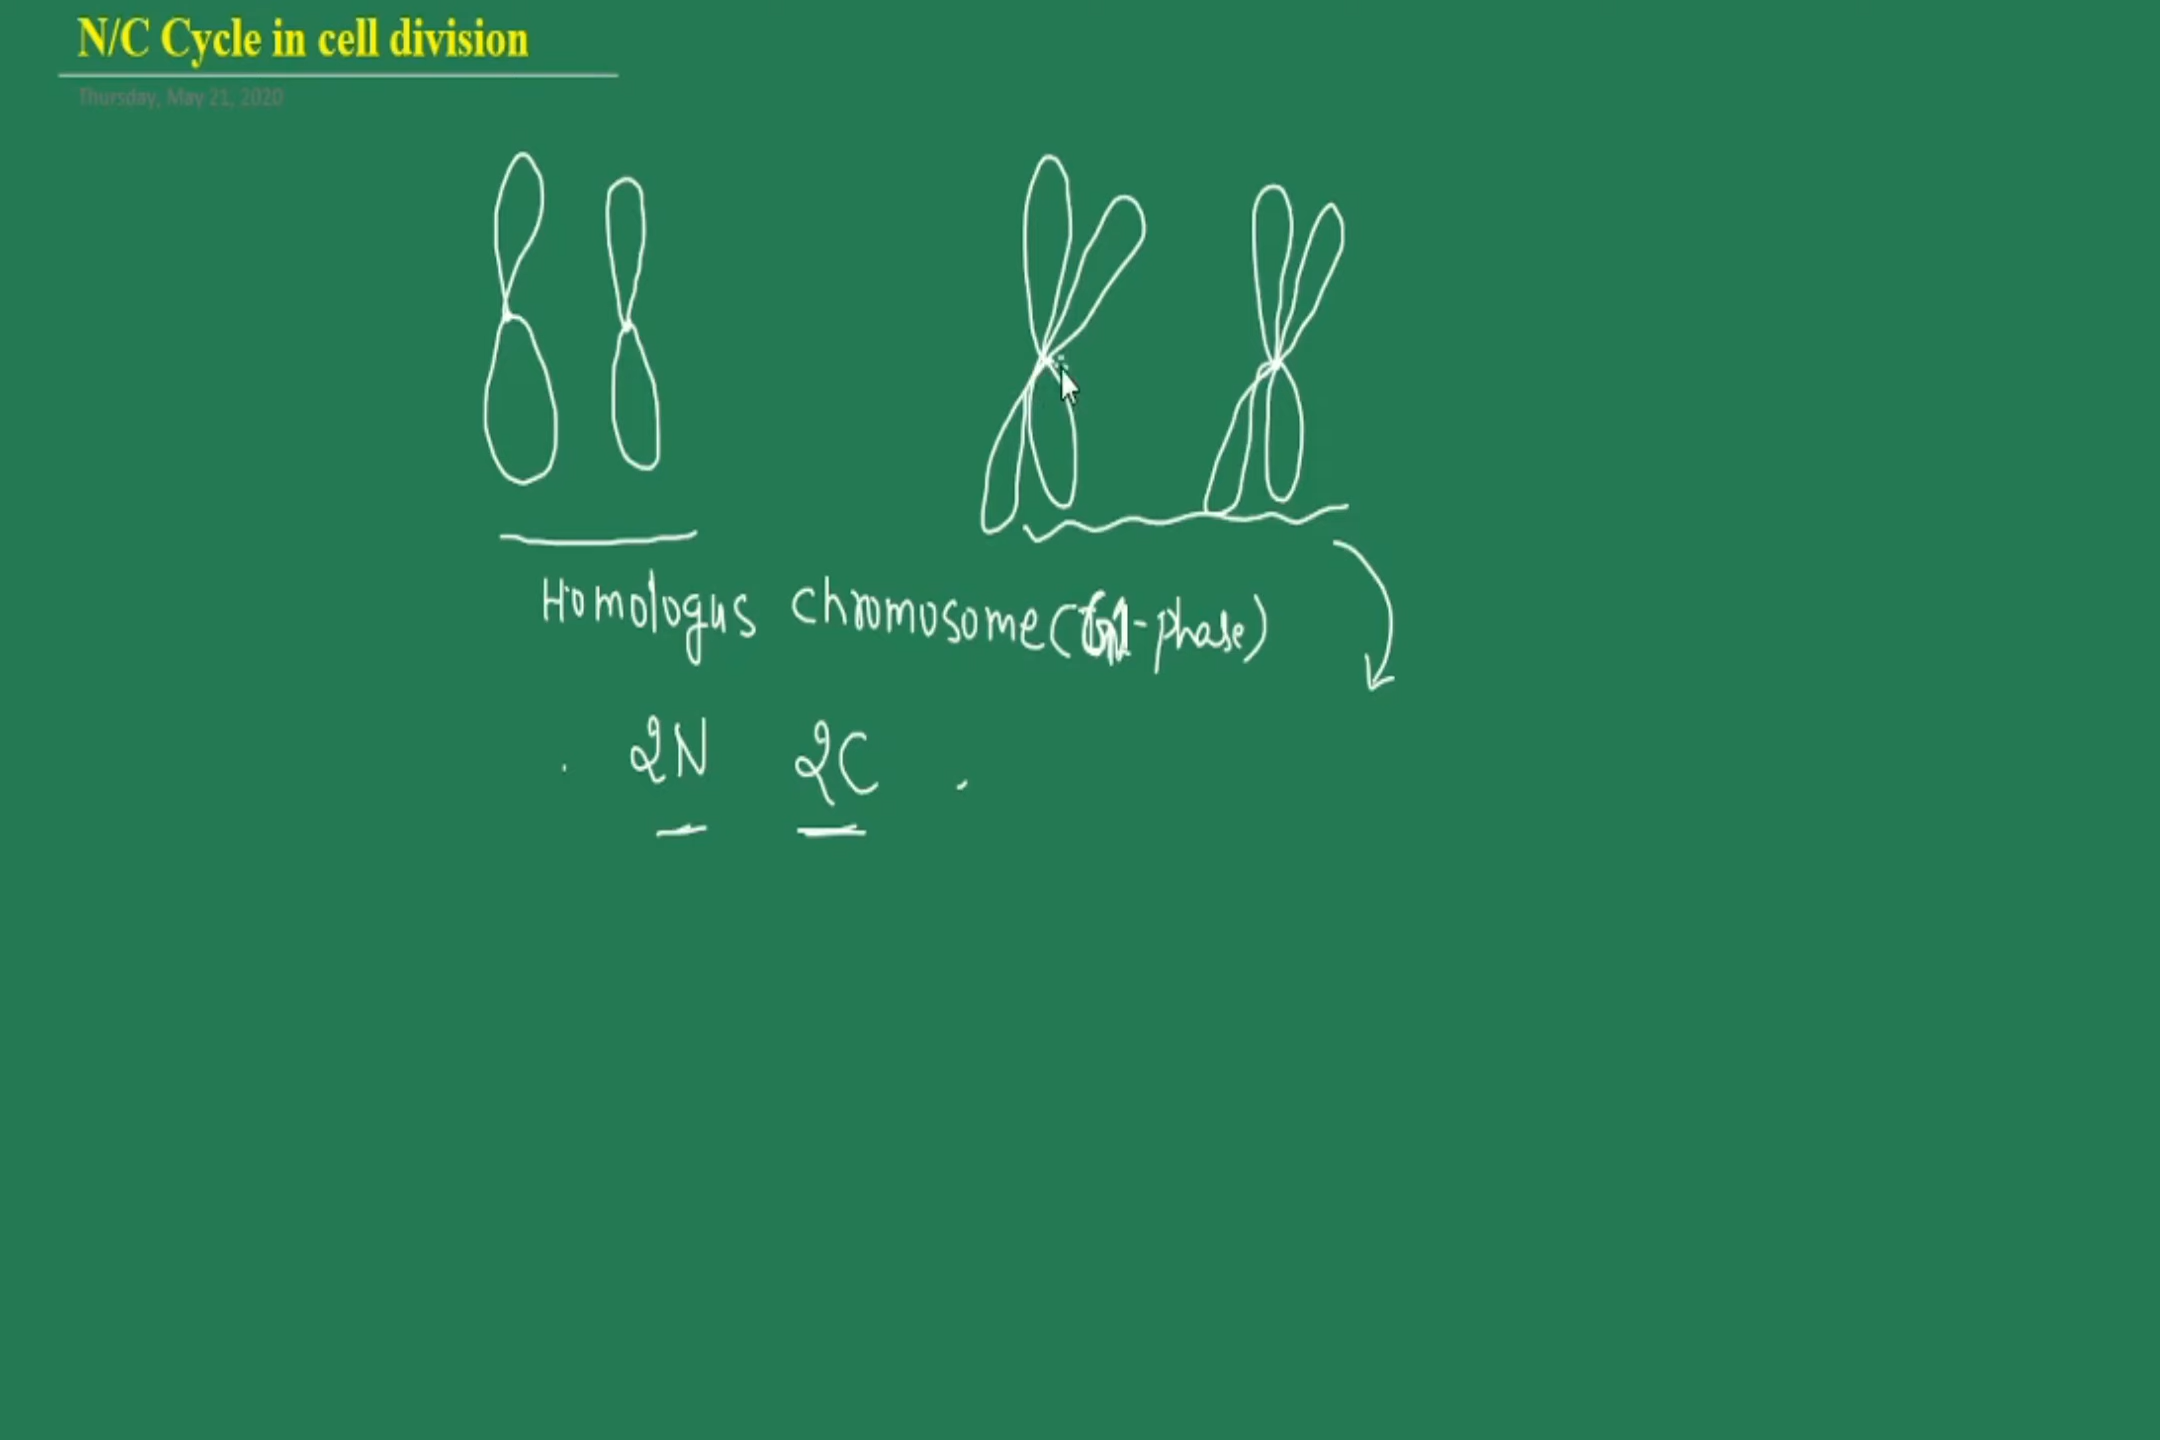 N/C Cycle in cell division
Thursday, May 21, 2020
Homologus chromosome (G1-phase)
2N 2C